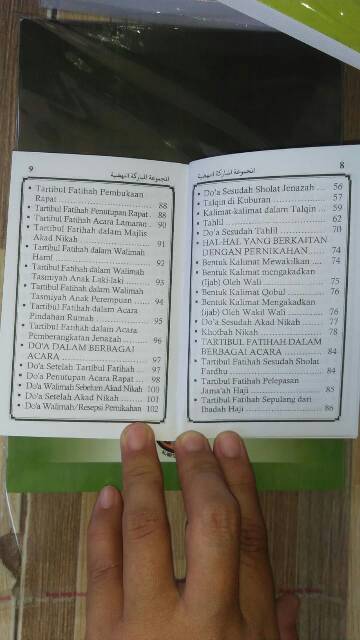 8
المجموعة المباركة النهضية
• Do'a Sesudah Sholat Jenazah ... 56
• Talqin di Kuburan ... 57
• Kalimat-kalimat dalam Talqin ... 59
• Tahlil ... 62
• Do'a Sesudah Tahlil ... 70
• HAL-HAL YANG BERKAITAN
DENGAN PERNIKAHAN ... 74
• Bentuk Kalimat Mewakilkan ... 74
• Bentuk Kalimat mengakadkan
(Ijab) Oleh Wali ... 75
• Bentuk Kalimat Qobul ... 76
• Bentuk Kalimat Mengakadkan
(ijab) Oleh Wakil Wali ... 76
• Do'a Sesudah Akad Nikah ... 77
• Khotbah Nikah ... 78
• TARTIBUL FATIHAH DALAM
BERBAGAI ACARA ... 84
• Tartibul Fatihah Sesudah Sholat
Fardhu ... 84
• Tartibul Fatihah Pelepasan
Jama'ah Haji ... 85
• Tartibul Fatihah Sepulang dari
Ibadah Haji ... 86
9
المجموعة المباركة النهضية
• Tartibul Fatihah Pembukaan
Rapat ... 88
• Tartibul Fatihah Penutupan Rapat . 88
• Tartibul Fatihah Acara Lamaran ... 90
• Tartibul Fatihah dalam Majlis
Akad Nikah ... 91
• Tartibul Fatihah dalam Walimah
Haml ... 92
• Tartibul Fatihah dalam Walimah
Tasmiyah Anak Laki-laki ... 93
• Tartibul Fatihah dalam Walimah
Tasmiyah Anak Perempuan ... 94
• Tartibul Fatihah dalam Acara
Pindahan Rumah ... 95
• Tartibul Fatihah dalam Acara
Pemberangkatan Jenazah ... 96
• DO'A DALAM BERBAGAI
ACARA ... 97
• Do'a Setelah Tartibul Fatihah ... 97
• Do'a Penutupan Acara Rapat ... 98
• Do'a Walimah Sebelum Akad Nikah 100
• Do'a Setelah Akad Nikah ... 101
• Do'a Walimah/Resepsi Pernikahan 102